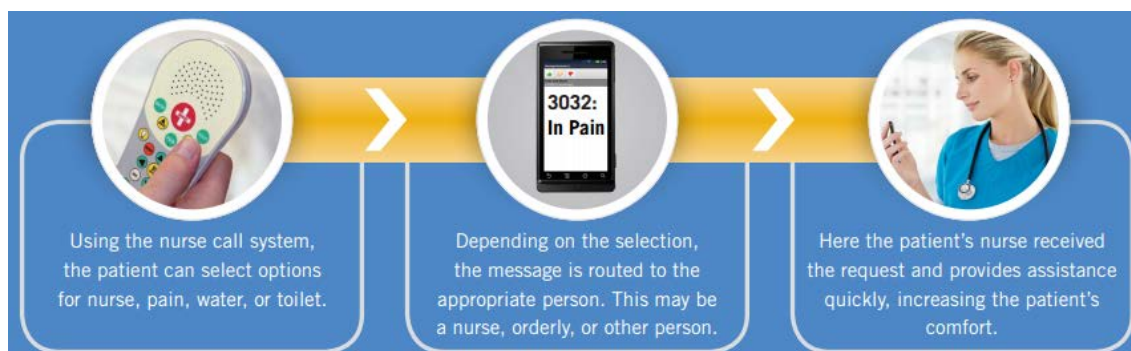 3032:
In Pain
Using the nurse call system,
the patient can select options
for nurse, pain, water, or toilet.
Depending on the selection,
the message is routed to the
appropriate person. This may be
a nurse, orderly, or other person.
Here the patient's nurse received
the request and provides assistance
quickly, increasing the patient's
comfort.